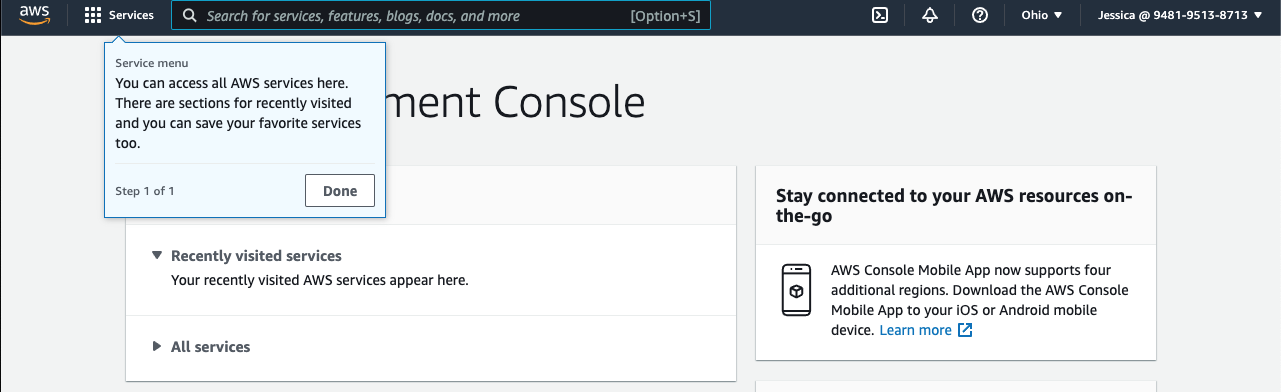 aws
Services
Search for services, features, blogs, docs, and more
[Option+S]
Ohio ▼
Jessica @ 9481-9513-8713 ▼
Service menu
You can access all AWS services here.
There are sections for recently visited
and you can save your favorite services
too.
Step 1 of 1
Done
ment Console
Recently visited services
Your recently visited AWS services appear here.
All services
Stay connected to your AWS resources on-
the-go
AWS Console Mobile App now supports four
additional regions. Download the AWS Console
Mobile App to your iOS or Android mobile
device. Learn more